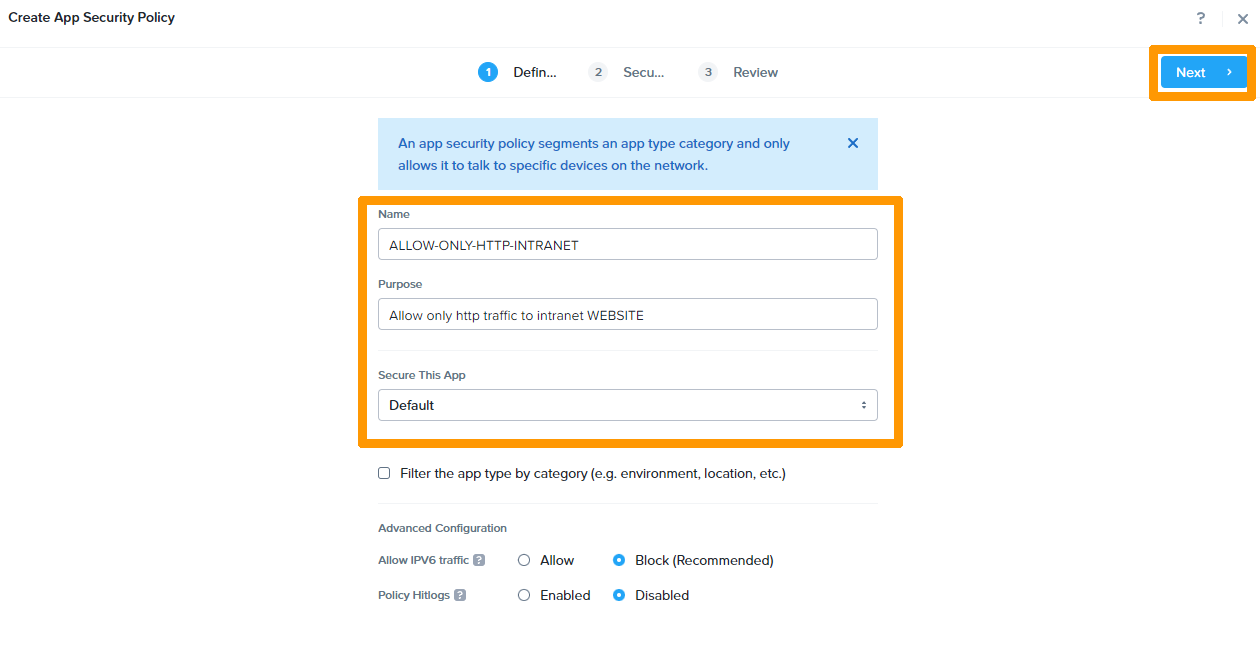 Create App Security Policy
?
1 Defin... 2 Secu... 3 Review
Next
An app security policy segments an app type category and only
allows it to talk to specific devices on the network.
Name
ALLOW-ONLY-HTTP-INTRANET
Purpose
Allow only http traffic to intranet WEBSITE
Secure This App
Default
Filter the app type by category (e.g. environment, location, etc.)
Advanced Configuration
Allow IPV6 traffic ? Allow Block (Recommended)
Policy Hitlogs ? Enabled Disabled